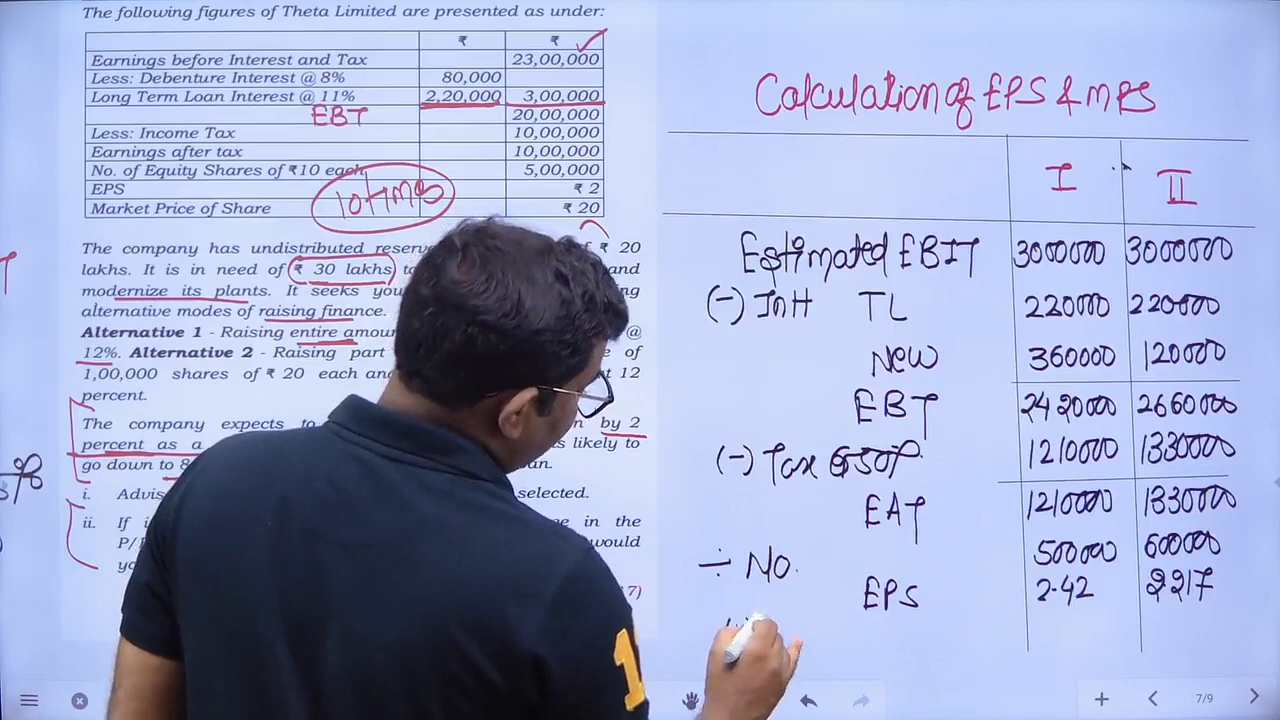 The following figures of Theta Limited are presented as under:
₹ ₹
Earnings before Interest and Tax 23,00,000
Less: Debenture Interest @ 8% 80,000
Long Term Loan Interest @ 11% 2,20,000 3,00,000
EBT 20,00,000
Less: Income Tax 10,00,000
Earnings after tax 10,00,000
No. of Equity Shares of ₹10 each 5,00,000
EPS ₹ 2
Market Price of Share ₹ 20
10 times
The company has undistributed ₹ 20
lakhs. It is in need of ₹ 30 lakhs and
modernize its plants. It seeks
alternative modes of raising finance.
Alternative 1 - Raising entire @
12%. Alternative 2 - Raising part of
1,00,000 shares of ₹ 20 each 12
percent.
The company expects to by 2
percent as a likely to
go down to 8
i. selected.
ii. If in the
would
7)
Calculation of EPS & MPS
I II
Estimated EBIT 3000000 3000000
(-) Int TL 220000 220000
New 360000 120000
EBT 2420000 2660000
(-) Tax @50% 1210000 1330000
EAT 1210000 1330000
÷ No. 500000 600000
EPS 2.42 2.217
7/9